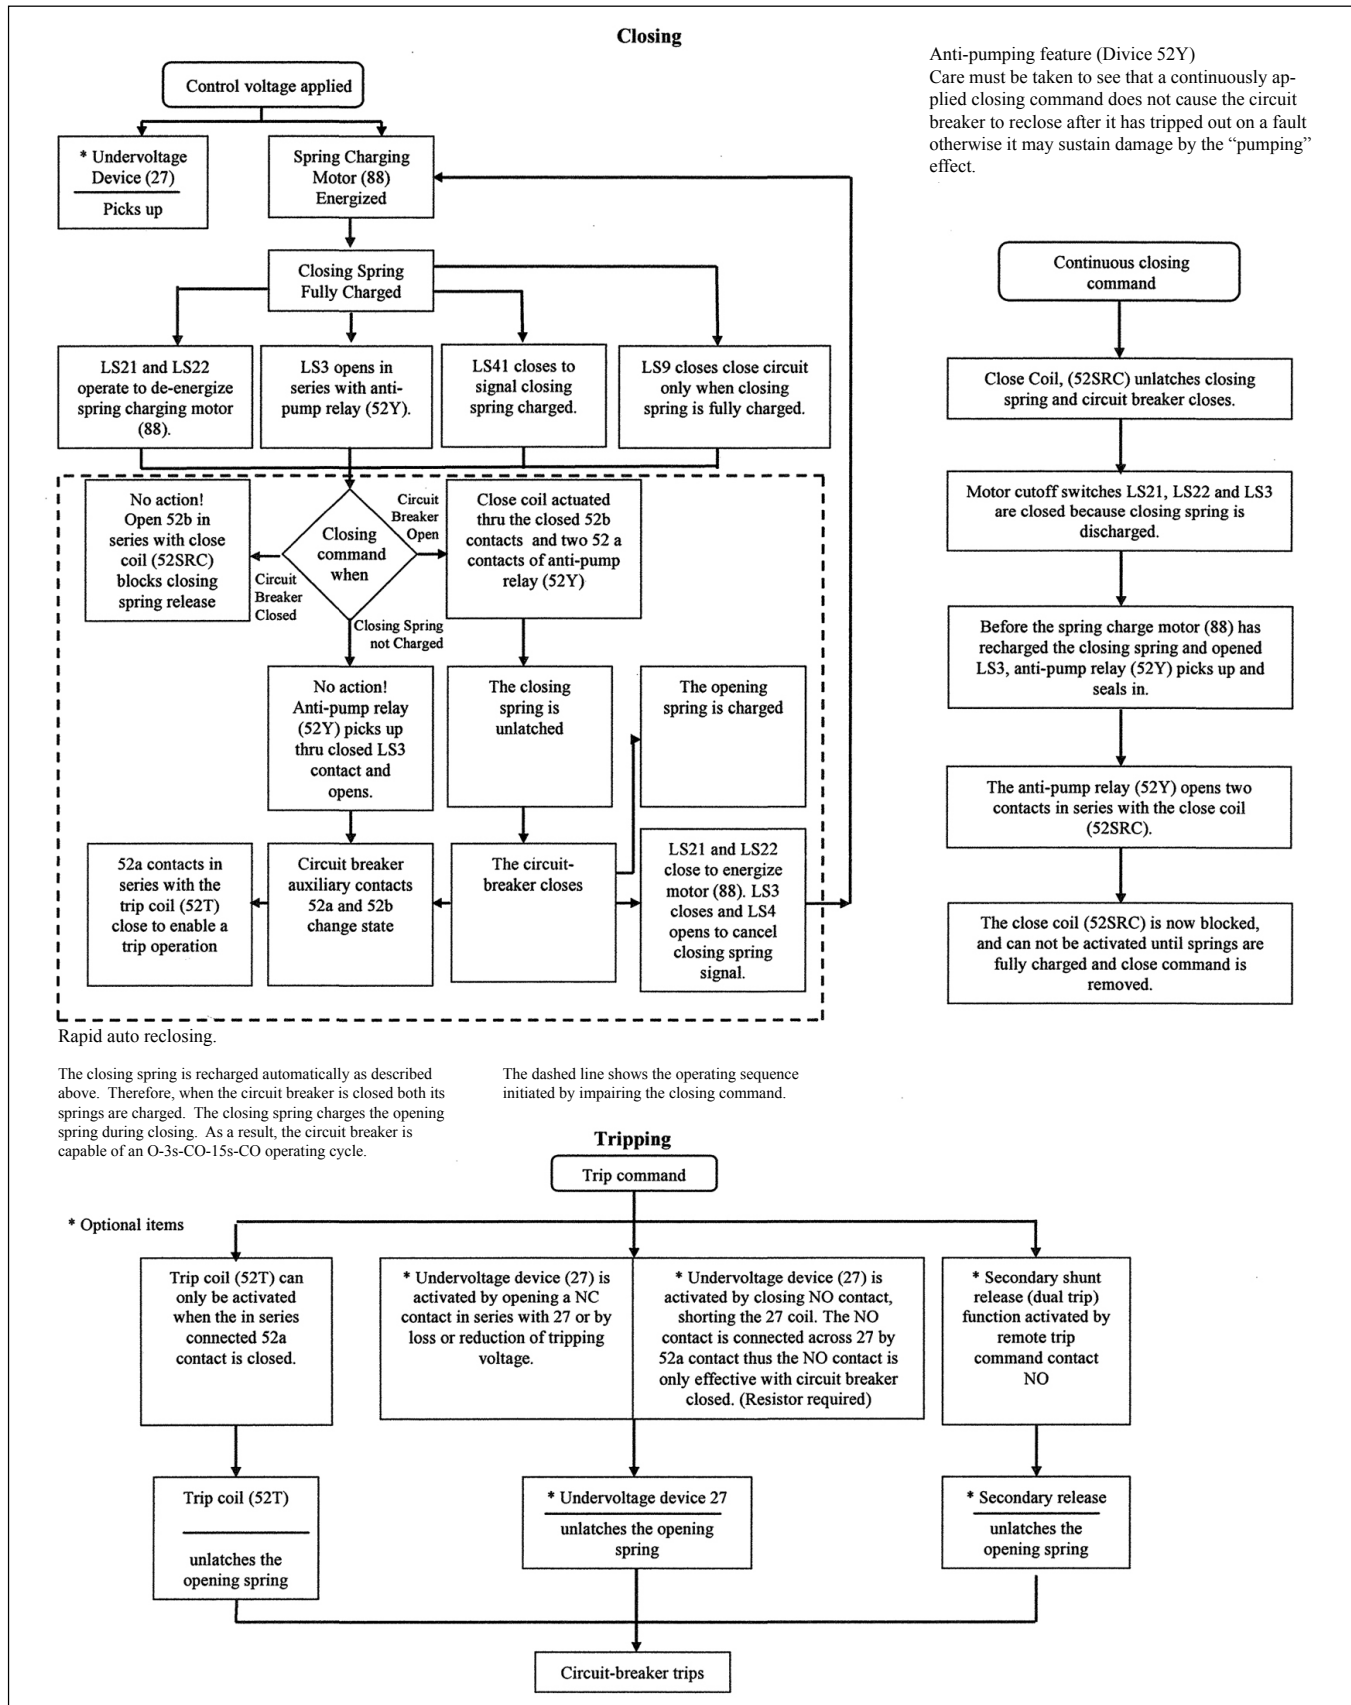 Closing
Anti-pumping feature (Divice 52Y)
Care must be taken to see that a continuously ap-
plied closing command does not cause the circuit
breaker to reclose after it has tripped out on a fault
otherwise it may sustain damage by the “pumping”
effect.
Control voltage applied
* Undervoltage
Device (27)
Picks up
Spring Charging
Motor (88)
Energized
Closing Spring
Fully Charged
LS21 and LS22
operate to de-energize
spring charging motor
(88).
LS3 opens in
series with anti-
pump relay (52Y).
LS41 closes to
signal closing
spring charged.
LS9 closes close circuit
only when closing
spring is fully charged.
No action!
Open 52b in
series with close
coil (52SRC)
blocks closing
spring release
Closing
command
when
Circuit
Breaker
Open
Circuit
Breaker
Closed
Closing Spring
not Charged
Close coil actuated
thru the closed 52b
contacts and two 52 a
contacts of anti-pump
relay (52Y)
No action!
Anti-pump relay
(52Y) picks up
thru closed LS3
contact and
opens.
The closing
spring is
unlatched
The opening
spring is charged
52a contacts in
series with the
trip coil (52T)
close to enable a
trip operation
Circuit breaker
auxiliary contacts
52a and 52b
change state
The circuit-
breaker closes
LS21 and LS22
close to energize
motor (88). LS3
closes and LS4
opens to cancel
closing spring
signal.
Continuous closing
command
Close Coil, (52SRC) unlatches closing
spring and circuit breaker closes.
Motor cutoff switches LS21, LS22 and LS3
are closed because closing spring is
discharged.
Before the spring charge motor (88) has
recharged the closing spring and opened
LS3, anti-pump relay (52Y) picks up and
seals in.
The anti-pump relay (52Y) opens two
contacts in series with the close coil
(52SRC).
The close coil (52SRC) is now blocked,
and can not be activated until springs are
fully charged and close command is
removed.
Rapid auto reclosing.
The closing spring is recharged automatically as described
above. Therefore, when the circuit breaker is closed both its
springs are charged. The closing spring charges the opening
spring during closing. As a result, the circuit breaker is
capable of an O-3s-CO-15s-CO operating cycle.
The dashed line shows the operating sequence
initiated by impairing the closing command.
Tripping
Trip command
* Optional items
Trip coil (52T) can
only be activated
when the in series
connected 52a
contact is closed.
* Undervoltage device (27) is
activated by opening a NC
contact in series with 27 or by
loss or reduction of tripping
voltage.
* Undervoltage device (27) is
activated by closing NO contact,
shorting the 27 coil. The NO
contact is connected across 27 by
52a contact thus the NO contact is
only effective with circuit breaker
closed. (Resistor required)
* Secondary shunt
release (dual trip)
function activated by
remote trip
command contact
NO
Trip coil (52T)
unlatches the
opening spring
* Undervoltage device 27
unlatches the opening
spring
* Secondary release
unlatches the
opening spring
Circuit-breaker trips